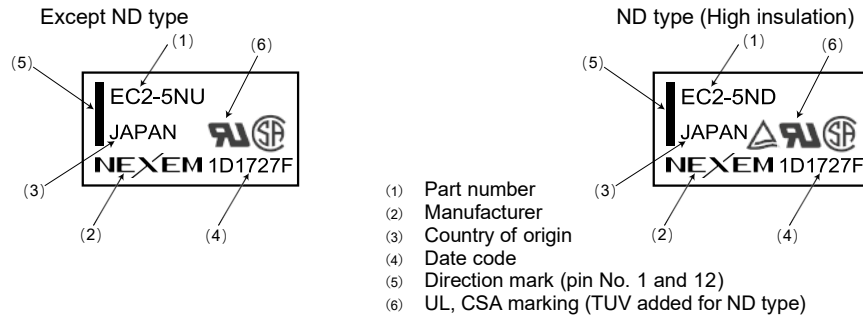 Except ND type
ND type (High insulation)
(1)
(6)
(5)
EC2-5NU
JAPAN
NEXEM 1D1727F
(3)
(2)
(4)
(1)
(6)
(5)
EC2-5ND
JAPAN
NEXEM 1D1727F
(3)
(2)
(4)
(1) Part number
(2) Manufacturer
(3) Country of origin
(4) Date code
(5) Direction mark (pin No. 1 and 12)
(6) UL, CSA marking (TUV added for ND type)